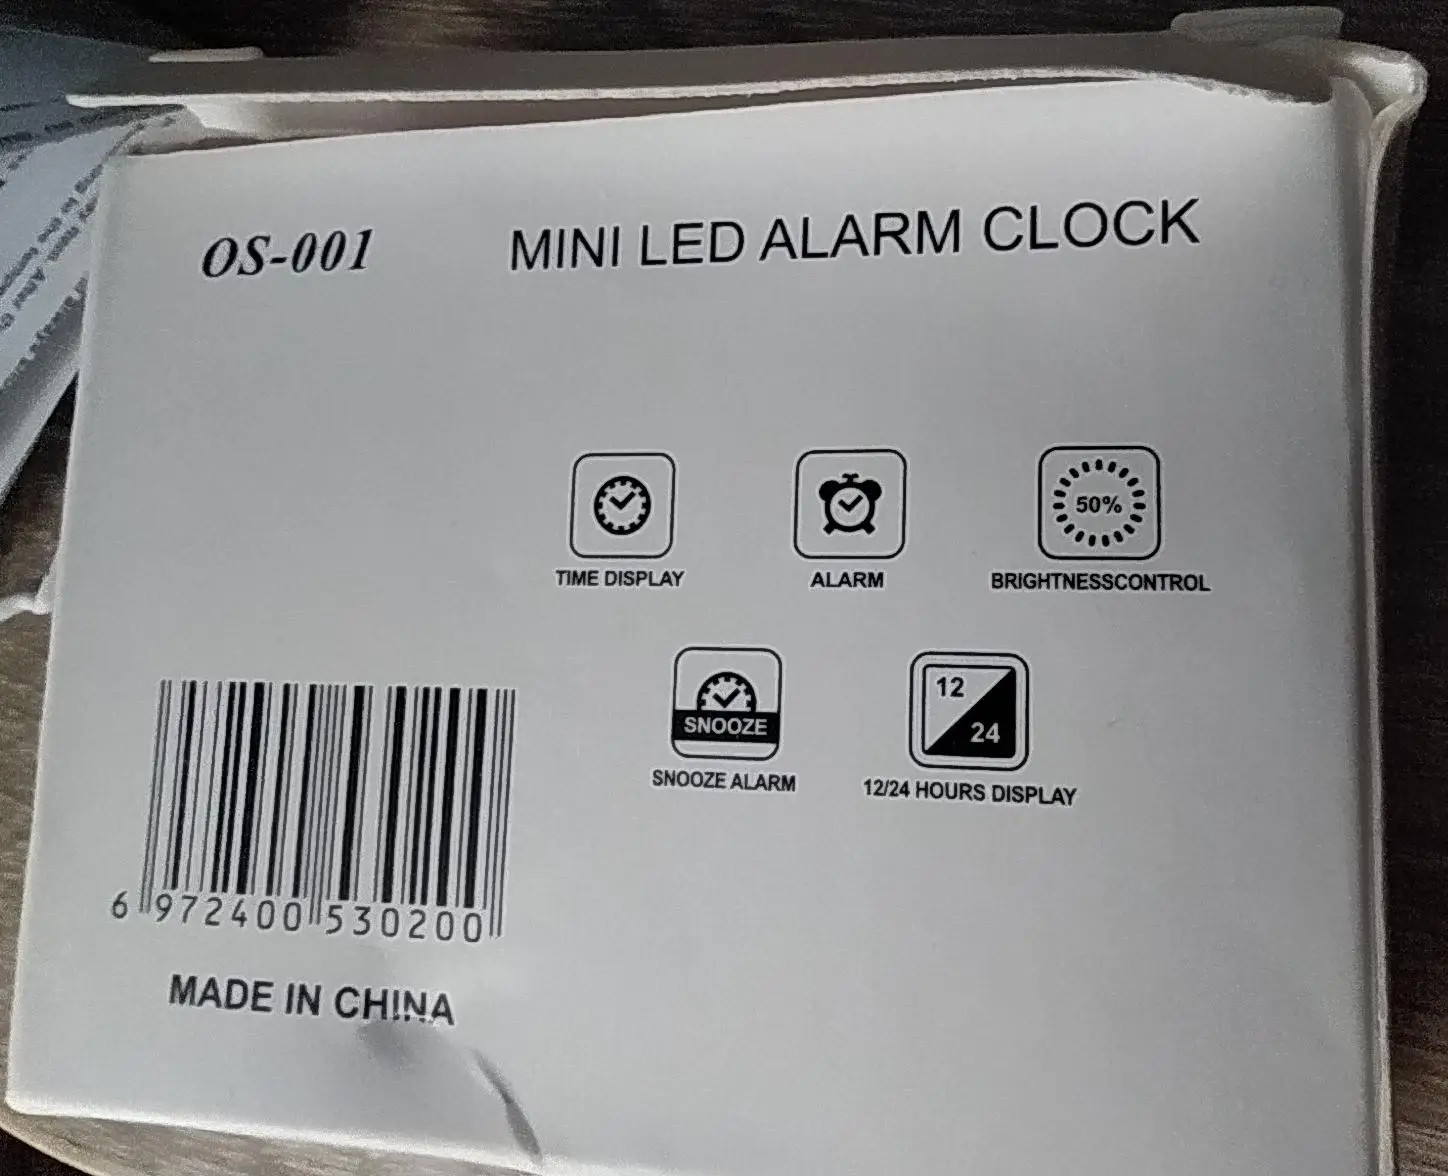 OS-001 MINI LED ALARM CLOCK
50%
TIME DISPLAY ALARM BRIGHTNESSCONTROL
12
24
SNOOZE
SNOOZE ALARM 12/24 HOURS DISPLAY
6 972400 530200
MADE IN CHINA